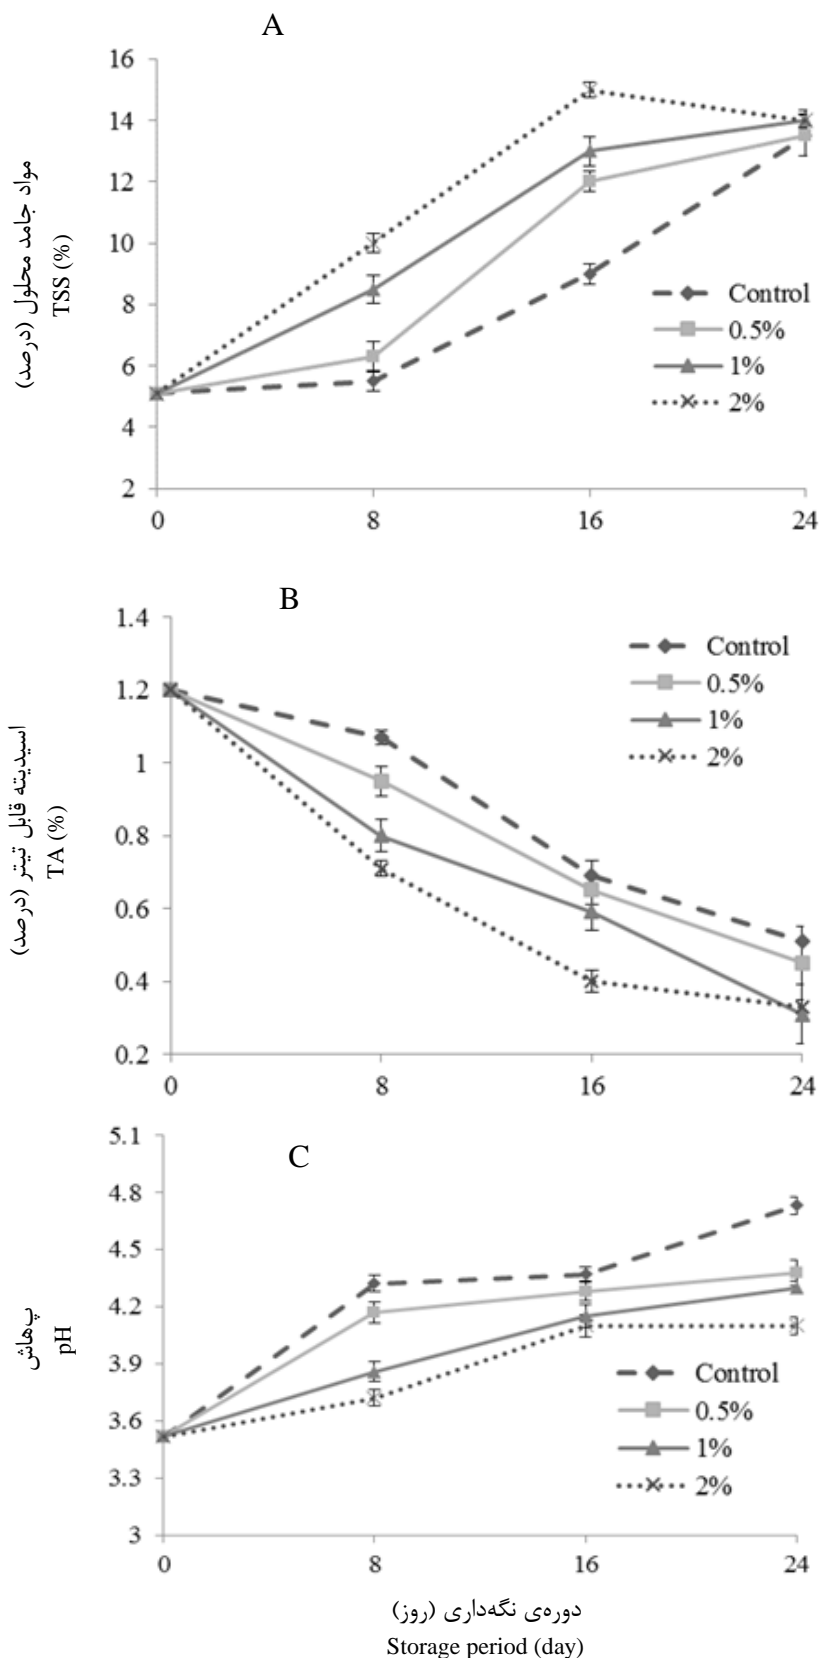 A
16
14
12
10
8
6
4
2
0 8 16 24
مواد جامد محلول (درصد)
TSS (%)
Control
0.5%
1%
2%
B
1.4
1.2
1
0.8
0.6
0.4
0.2
0 8 16 24
اسیدیته قابل تیتر (درصد)
TA (%)
Control
0.5%
1%
2%
C
5.1
4.8
4.5
4.2
3.9
3.6
3.3
3
0 8 16 24
پ‌هاش
pH
Control
0.5%
1%
2%
دوره‌ی نگه‌داری (روز)
Storage period (day)